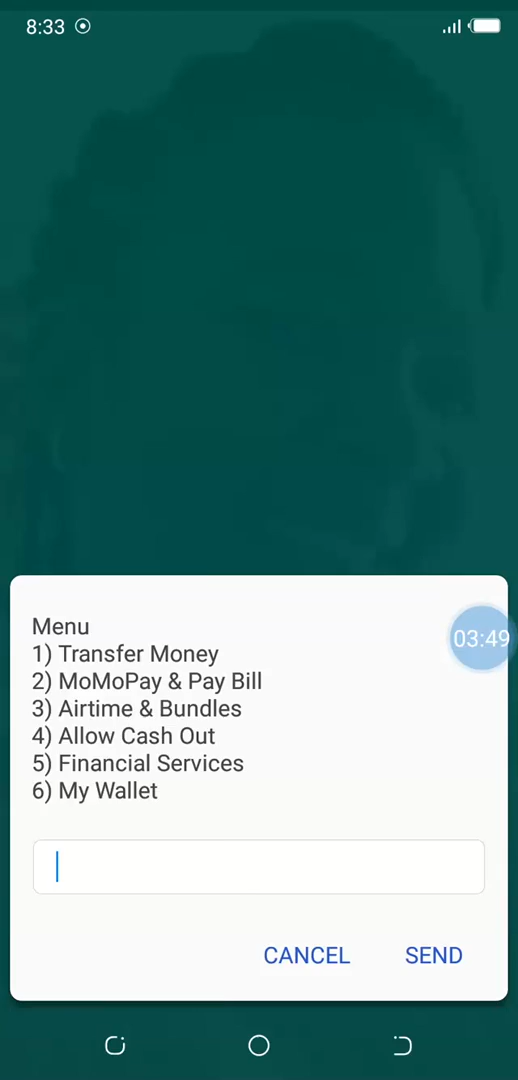 8:33
Menu
1) Transfer Money
2) MoMoPay & Pay Bill
3) Airtime & Bundles
4) Allow Cash Out
5) Financial Services
6) My Wallet
03:49
CANCEL SEND